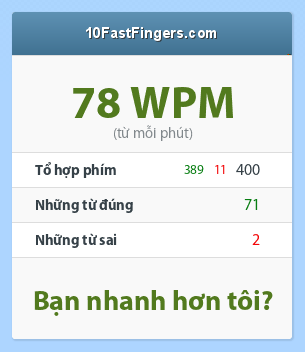 10FastFingers.com
78 WPM
(từ mỗi phút)
Tổ hợp phím 389 11 400
Những từ đúng 71
Những từ sai 2
Bạn nhanh hơn tôi?